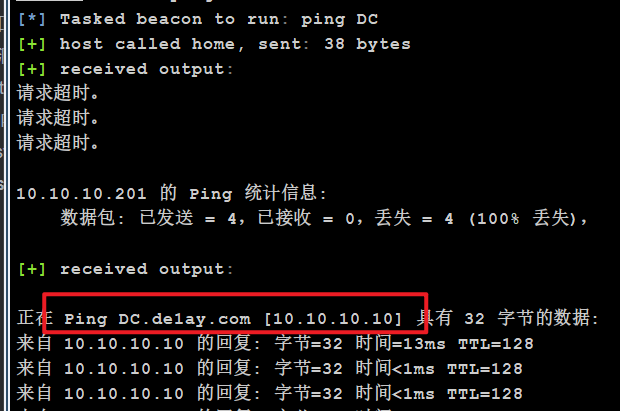 [*] Tasked beacon to run: ping DC
[+] host called home, sent: 38 bytes
[+] received output:
请求超时。
请求超时。
请求超时。
10.10.10.201 的 Ping 统计信息:
数据包: 已发送 = 4，已接收 = 0，丢失 = 4 (100% 丢失)，
[+] received output:
正在 Ping DC.de1ay.com [10.10.10.10] 具有 32 字节的数据:
来自 10.10.10.10 的回复: 字节=32 时间=13ms TTL=128
来自 10.10.10.10 的回复: 字节=32 时间<1ms TTL=128
来自 10.10.10.10 的回复: 字节=32 时间<1ms TTL=128